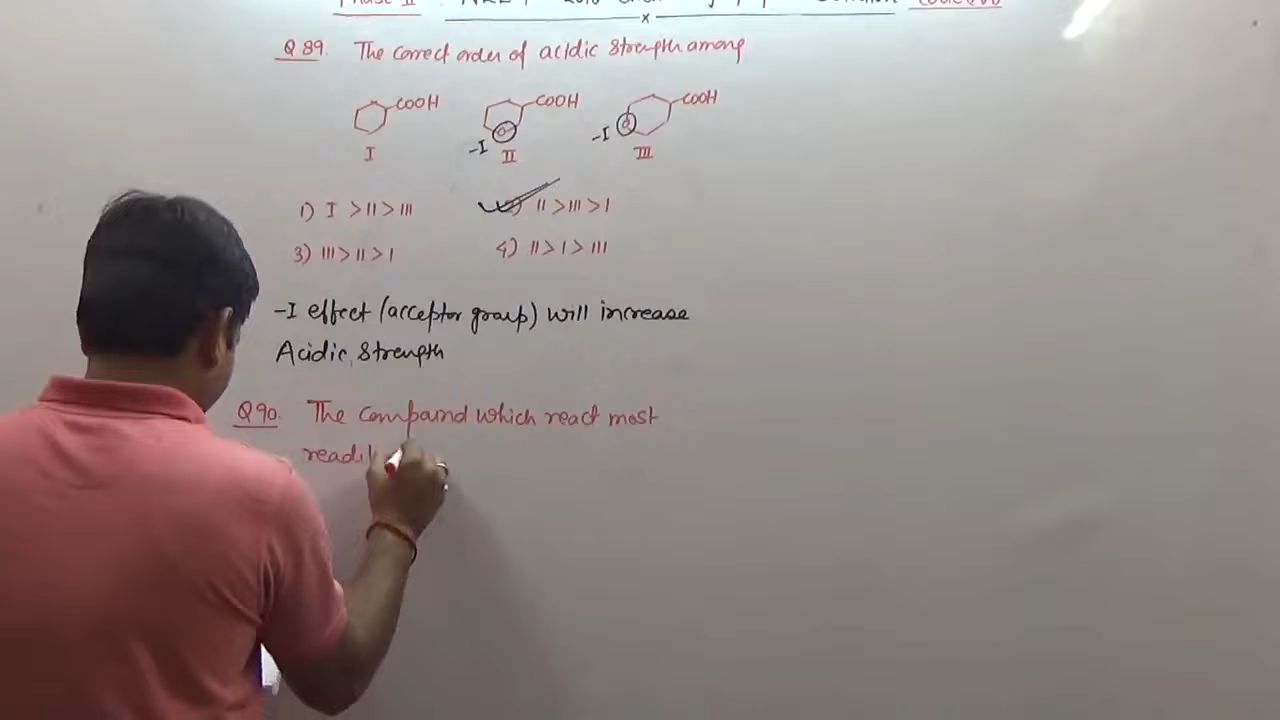 Phase II
Q 89. The correct order of acidic strength among
COOH COOH COOH
-I O -I O
I II III
1) I > II > III 2) II > III > I
3) III > II > I 4) II > I > III
-I effect (acceptor group) will increase
Acidic strength
Q 90. The compound which react most